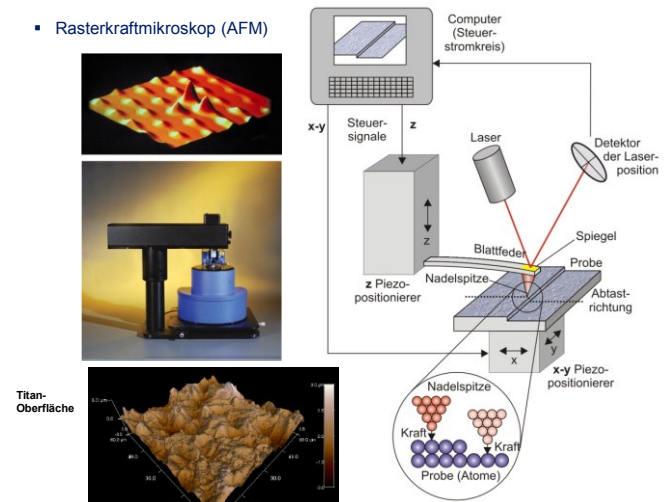 ▪ Rasterkraftmikroskop (AFM)
Computer
(Steuer-
stromkreis)
x-y
Steuer-
signale
z
Laser
Detektor
der Laser-
position
z
Blattfeder
Spiegel
Probe
Nadelspitze
z Piezo-
positionierer
Abtast-
richtung
x
y
x-y Piezo-
positionierer
Nadelspitze
Kraft
Kraft
Probe (Atome)
Titan-
Oberfläche